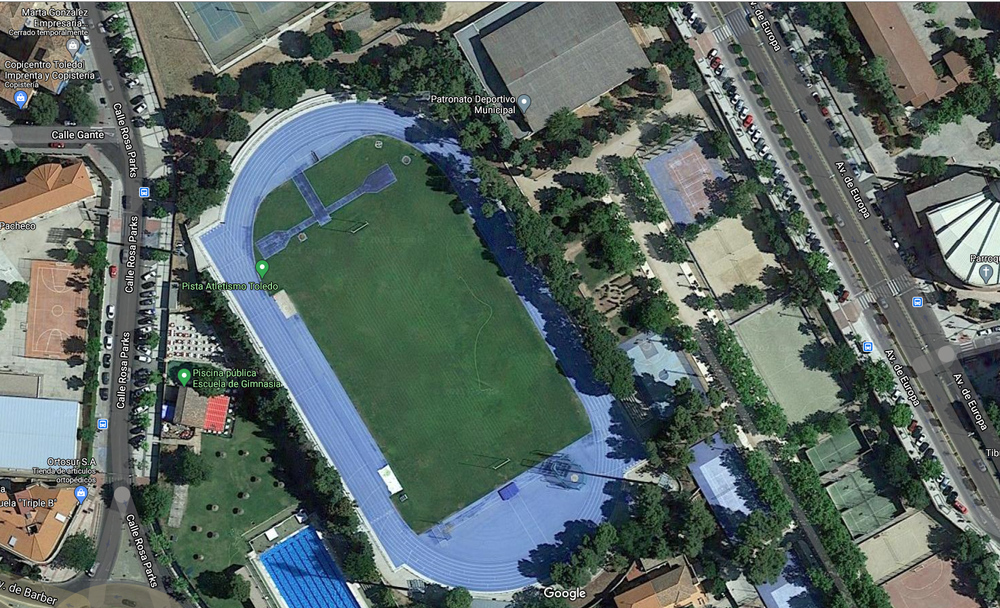 Marta Gonzalez
Empresaria...
Cerrado temporalmente
Copicentro Toledo|
Imprenta y Copistería
Copistería
Calle Gante
Calle Rosa Parks
Calle Rosa Parks
Calle Rosa Parks
Calle Rosa Parks
Pacheco
Pista Atletismo Toledo
Piscina pública
Escuela de Gimnasia
Ortosur S.A
Tienda de artículos
ortopédicos
a
uela "Triple B"
v. de Barber
Patronato Deportivo
Municipal
Av. de Europa
Av. de Europa
Av. de Europa
Av. de Europa
Parroq
Tib
Google